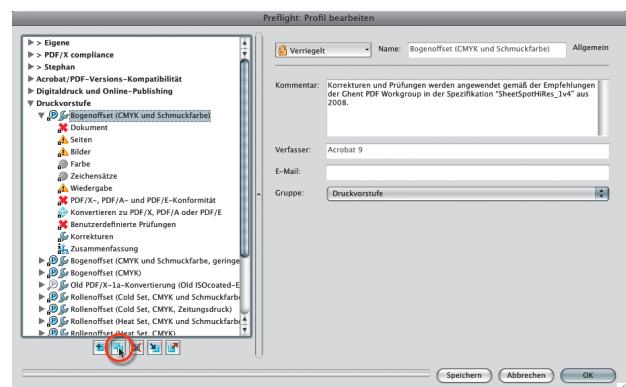 Preflight: Profil bearbeiten
> Eigene
> PDF/X compliance
> Stephan
Acrobat/PDF-Versions-Kompatibilität
Digitaldruck und Online-Publishing
Druckvorstufe
Bogenoffset (CMYK und Schmuckfarbe)
Dokument
Seiten
Bilder
Farbe
Zeichensätze
Wiedergabe
PDF/X-, PDF/A- und PDF/E-Konformität
Konvertieren zu PDF/X, PDF/A oder PDF/E
Benutzerdefinierte Prüfungen
Korrekturen
Zusammenfassung
Bogenoffset (CMYK und Schmuckfarbe, geringe
Bogenoffset (CMYK)
Old PDF/X-1a-Konvertierung (Old ISOcoated-E
Rollenoffset (Cold Set, CMYK und Schmuckfarb
Rollenoffset (Cold Set, CMYK, Zeitungsdruck)
Rollenoffset (Heat Set, CMYK und Schmuckfarb
Rollenoffset (Heat Set, CMYK)
Verriegelt
Name: Bogenoffset (CMYK und Schmuckfarbe) Allgemein
Kommentar: Korrekturen und Prüfungen werden angewendet gemäß der Empfehlungen
der Ghent PDF Workgroup in der Spezifikation "SheetSpotHiRes_1v4" aus
2008.
Verfasser: Acrobat 9
E-Mail:
Gruppe: Druckvorstufe
Speichern Abbrechen OK